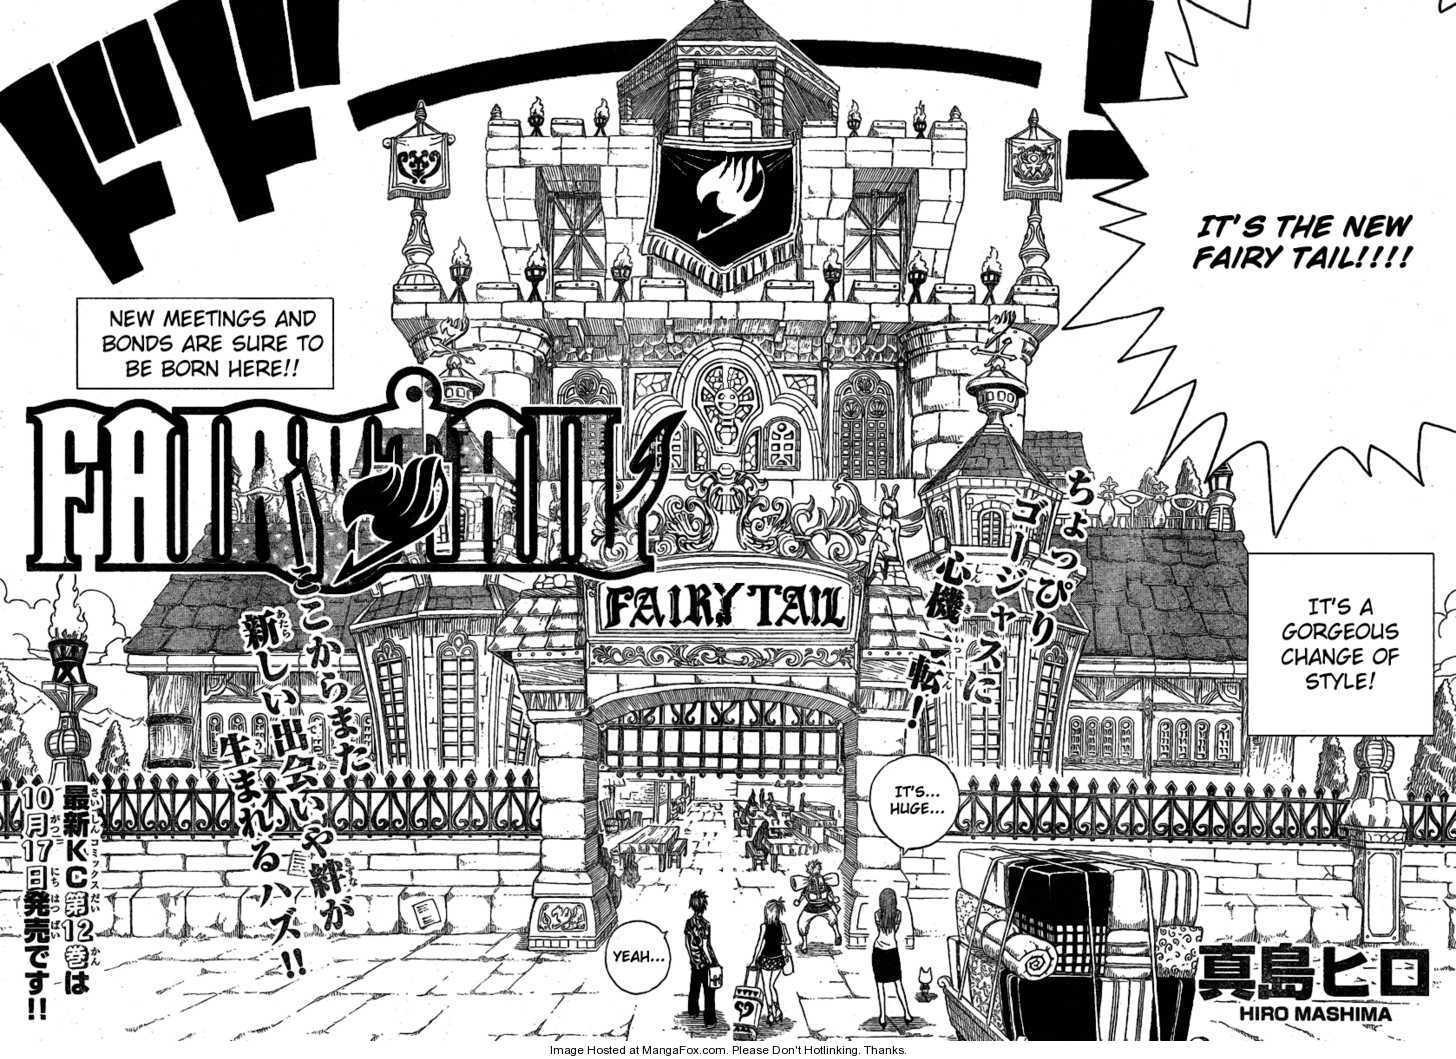 ドドーン!
IT'S THE NEW
FAIRY TAIL!!!!
NEW MEETINGS AND
BONDS ARE SURE TO
BE BORN HERE!!
FAIRY TAIL
ちょっぴり
ゴージャスに
心機一転!
IT'S A
GORGEOUS
CHANGE OF
STYLE!
FAIRY TAIL
ここからまた
新しい出会いや絆が
生まれるハズ!!
IT'S...
HUGE...
YEAH...
最新KC第12巻は
10月17日発売です!!
真島ヒロ
HIRO MASHIMA
Image Hosted at MangaFox.com. Please Don't Hotlinking. Thanks.